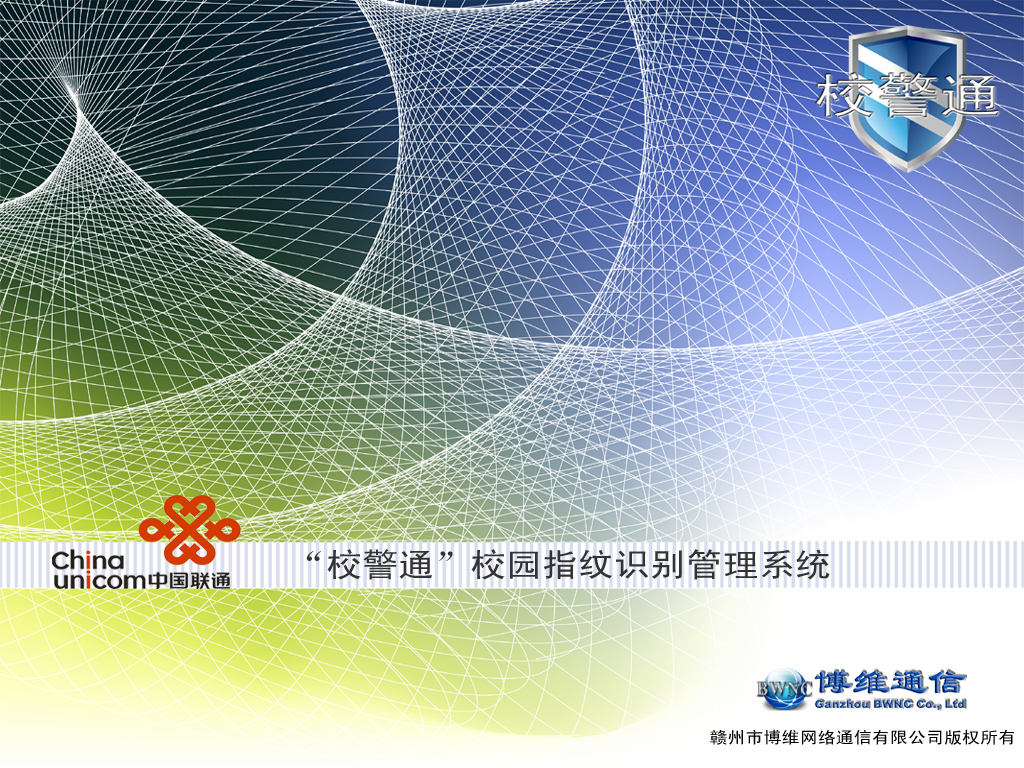 校警通
China
unicom中国联通
“校警通”校园指纹识别管理系统
BWNC
博维通信
Ganzhou BWNC Co., Ltd
赣州市博维网络通信有限公司版权所有